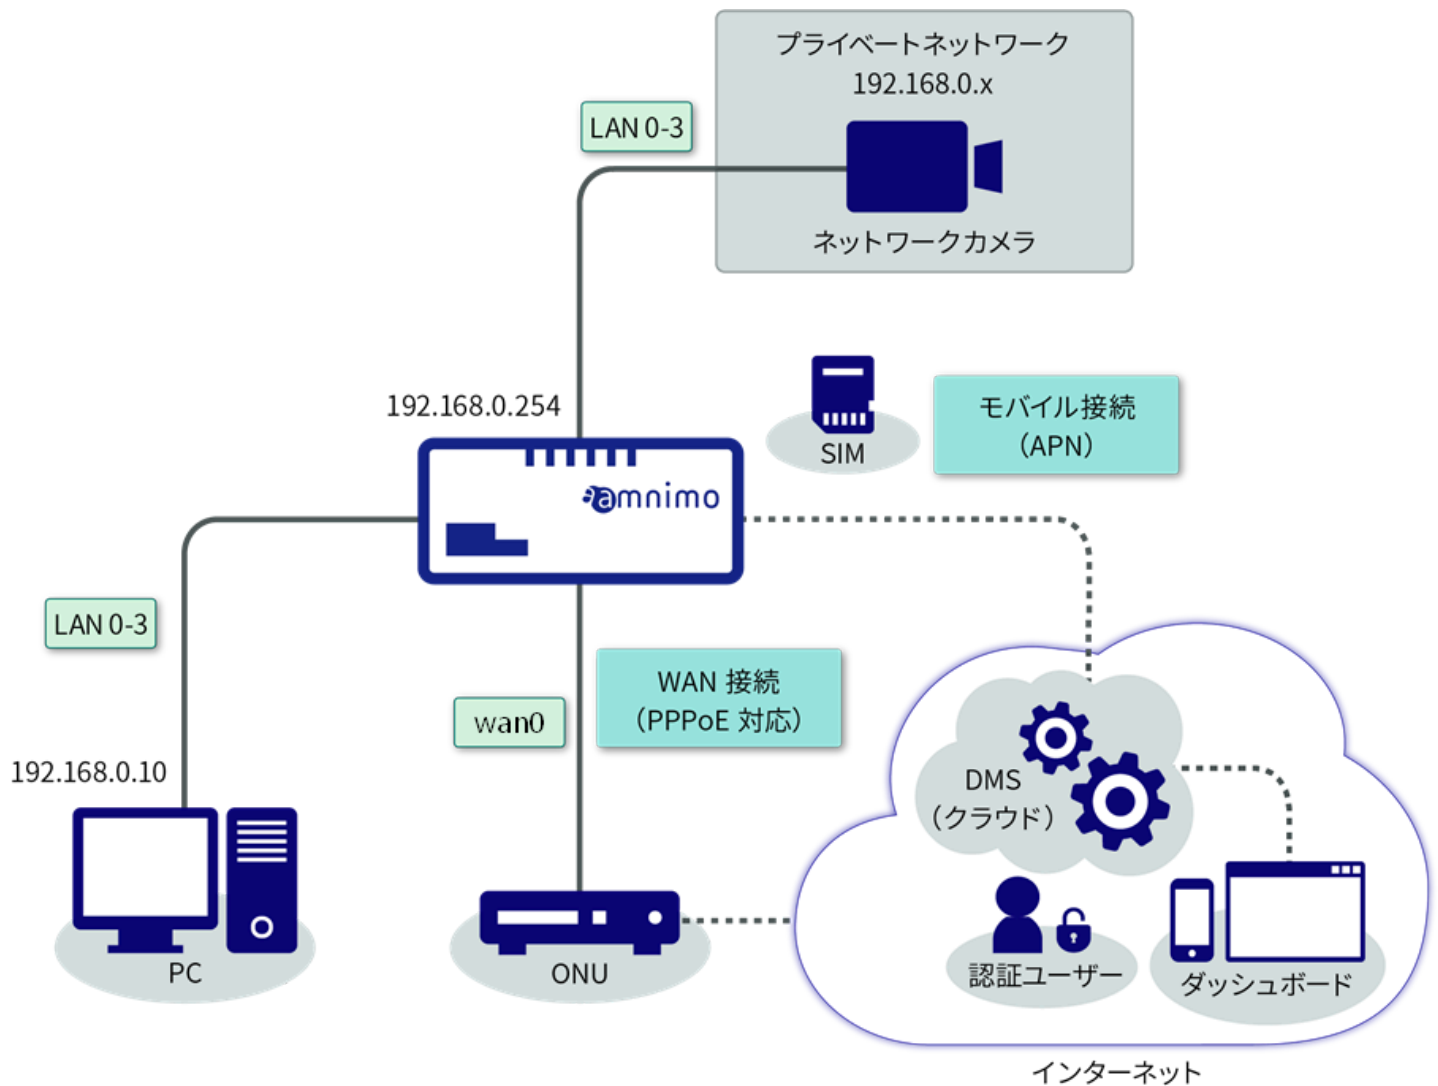 プライベートネットワーク
192.168.0.x
LAN 0-3
ネットワークカメラ
192.168.0.254
SIM
モバイル接続
（APN）
amnimo
LAN 0-3
WAN 接続
（PPPoE 対応）
wan0
192.168.0.10
DMS
（クラウド）
PC
ONU
認証ユーザー
ダッシュボード
インターネット